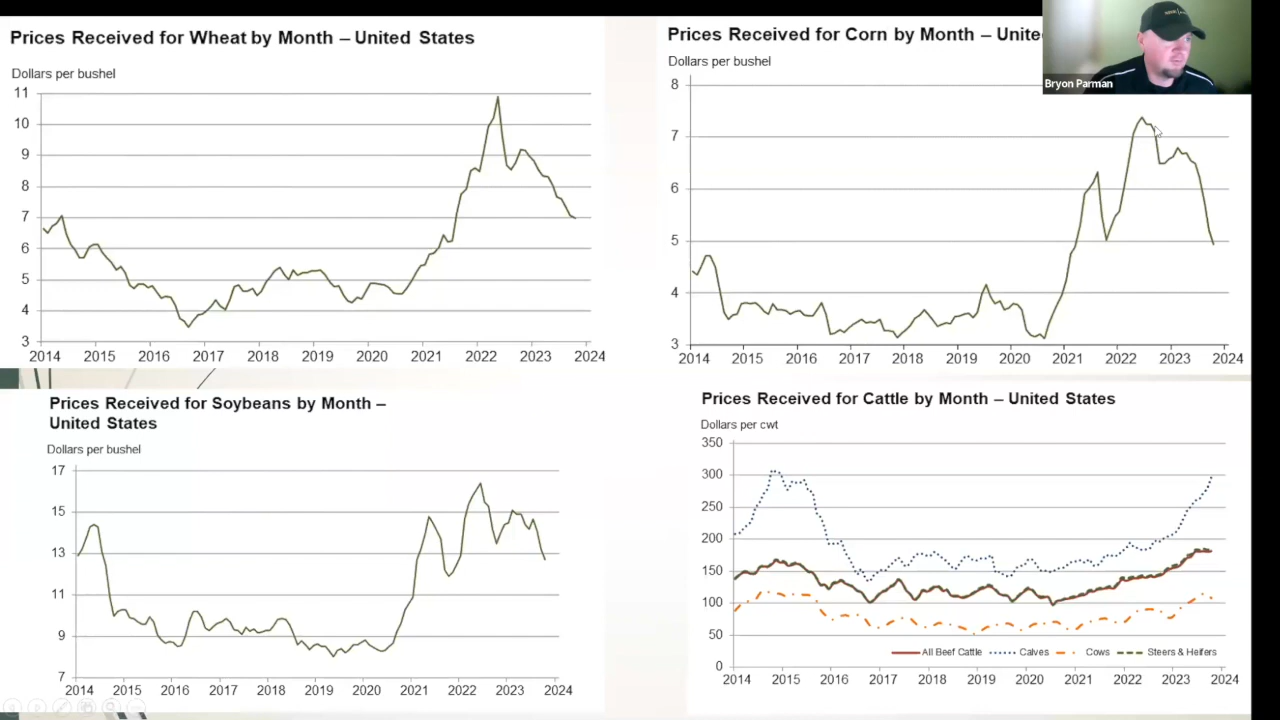 Prices Received for Wheat by Month – United States
Dollars per bushel
11
10
9
8
7
6
5
4
3
2014 2015 2016 2017 2018 2019 2020 2021 2022 2023 2024
Prices Received for Corn by Month – Unite
Dollars per bushel
8
7
6
5
4
3
2014 2015 2016 2017 2018 2019 2020 2021 2022 2023 2024
Bryon Parman
Prices Received for Soybeans by Month –
United States
Dollars per bushel
17
15
13
11
9
7
2014 2015 2016 2017 2018 2019 2020 2021 2022 2023 2024
Prices Received for Cattle by Month – United States
Dollars per cwt
350
300
250
200
150
100
50
0
All Beef Cattle Calves Cows Steers & Heifers
2014 2015 2016 2017 2018 2019 2020 2021 2022 2023 2024